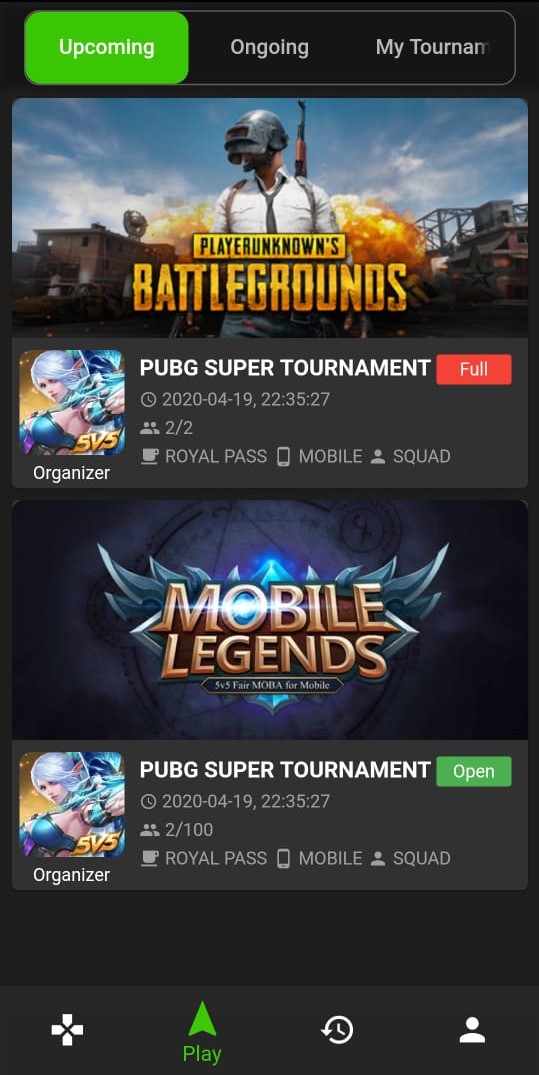 Upcoming
Ongoing
My Tournam
PLAYERUNKNOWN'S
BATTLEGROUNDS
PUBG SUPER TOURNAMENT
Full
2020-04-19, 22:35:27
2/2
ROYAL PASS MOBILE SQUAD
5V5
Organizer
MOBILE
LEGENDS
5v5 Fair MOBA for Mobile
PUBG SUPER TOURNAMENT
Open
2020-04-19, 22:35:27
2/100
ROYAL PASS MOBILE SQUAD
5V5
Organizer
Play